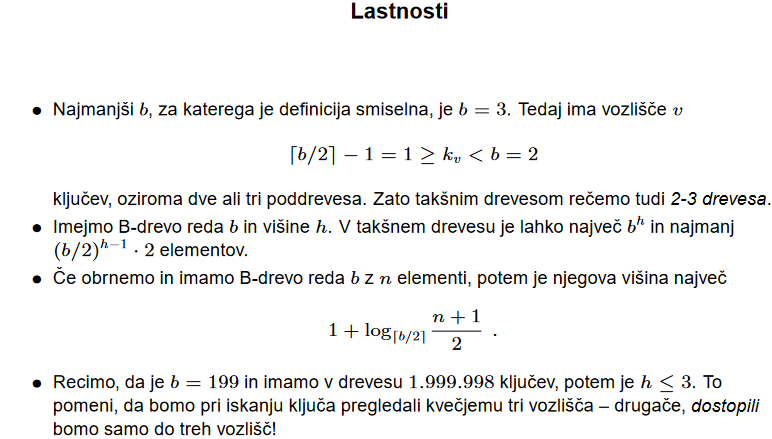 Lastnosti
• Najmanjši b, za katerega je definicija smiselna, je b = 3. Tedaj ima vozlišče v
⌈b/2⌉ − 1 = 1 ≥ k_v < b = 2
ključev, oziroma dve ali tri poddrevesa. Zato takšnim drevesom rečemo tudi 2-3 drevesa.
• Imejmo B-drevo reda b in višine h. V takšnem drevesu je lahko največ b^h in najmanj
(b/2)^{h−1} · 2 elementov.
• Če obrnemo in imamo B-drevo reda b z n elementi, potem je njegova višina največ
1 + log_{⌈b/2⌉} \frac{n + 1}{2} .
• Recimo, da je b = 199 in imamo v drevesu 1.999.998 ključev, potem je h ≤ 3. To
pomeni, da bomo pri iskanju ključa pregledali kvečjemu tri vozlišča – drugače, dostopili
bomo samo do treh vozlišč!